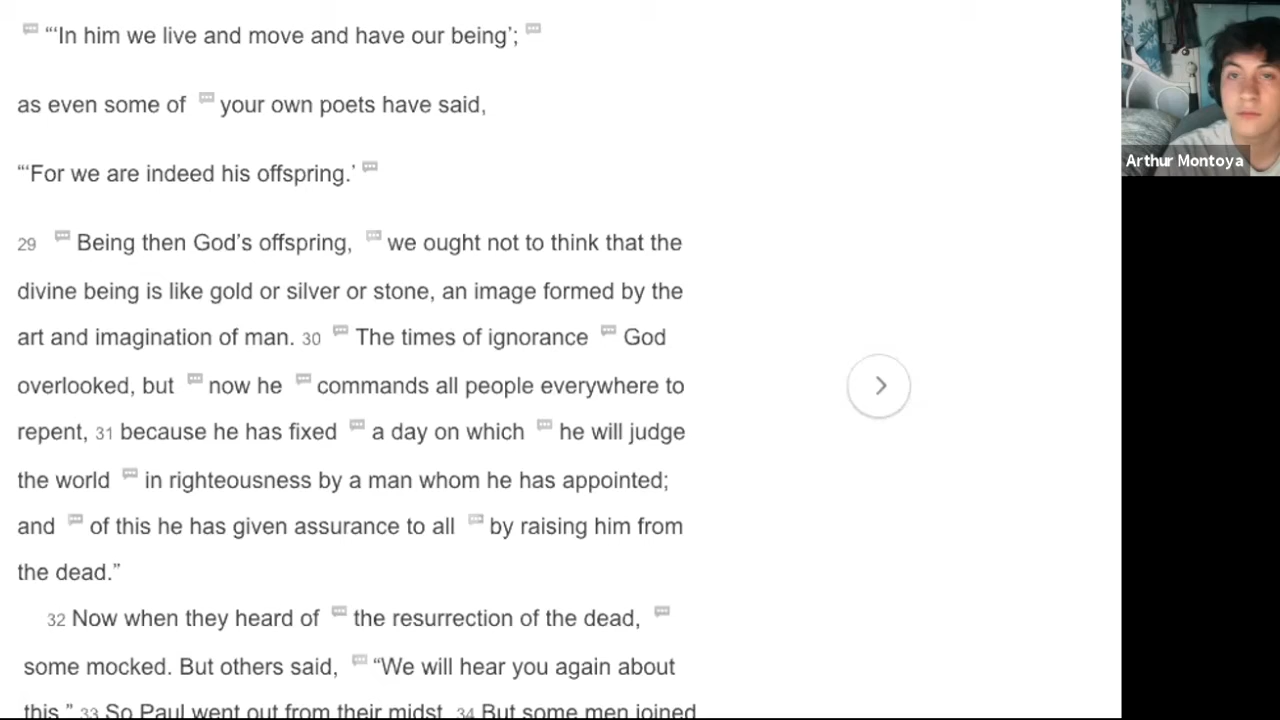 “‘In him we live and move and have our being’;
as even some of your own poets have said,
“‘For we are indeed his offspring.’
29 Being then God’s offspring, we ought not to think that the
divine being is like gold or silver or stone, an image formed by the
art and imagination of man. 30 The times of ignorance God
overlooked, but now he commands all people everywhere to
repent, 31 because he has fixed a day on which he will judge
the world in righteousness by a man whom he has appointed;
and of this he has given assurance to all by raising him from
the dead.”
32 Now when they heard of the resurrection of the dead,
some mocked. But others said, “We will hear you again about
this.” 33 So Paul went out from their midst. 34 But some men joined
Arthur Montoya